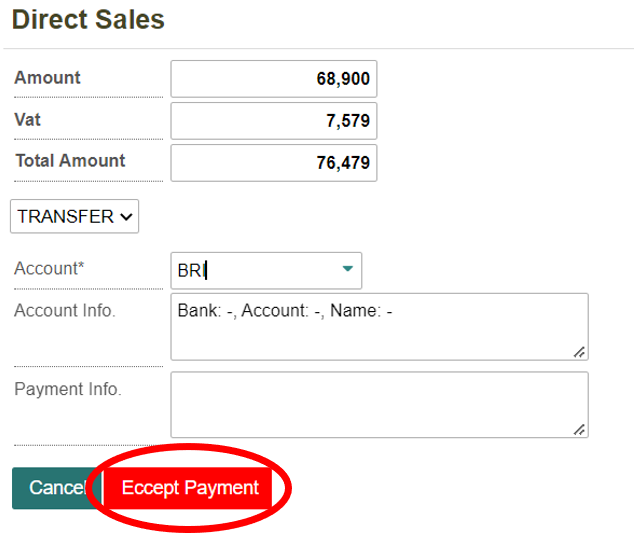 Direct Sales
Amount 68,900
Vat 7,579
Total Amount 76,479
TRANSFER
Account* BRI
Account Info. Bank: -, Account: -, Name: -
Payment Info.
Cancel Eccept Payment